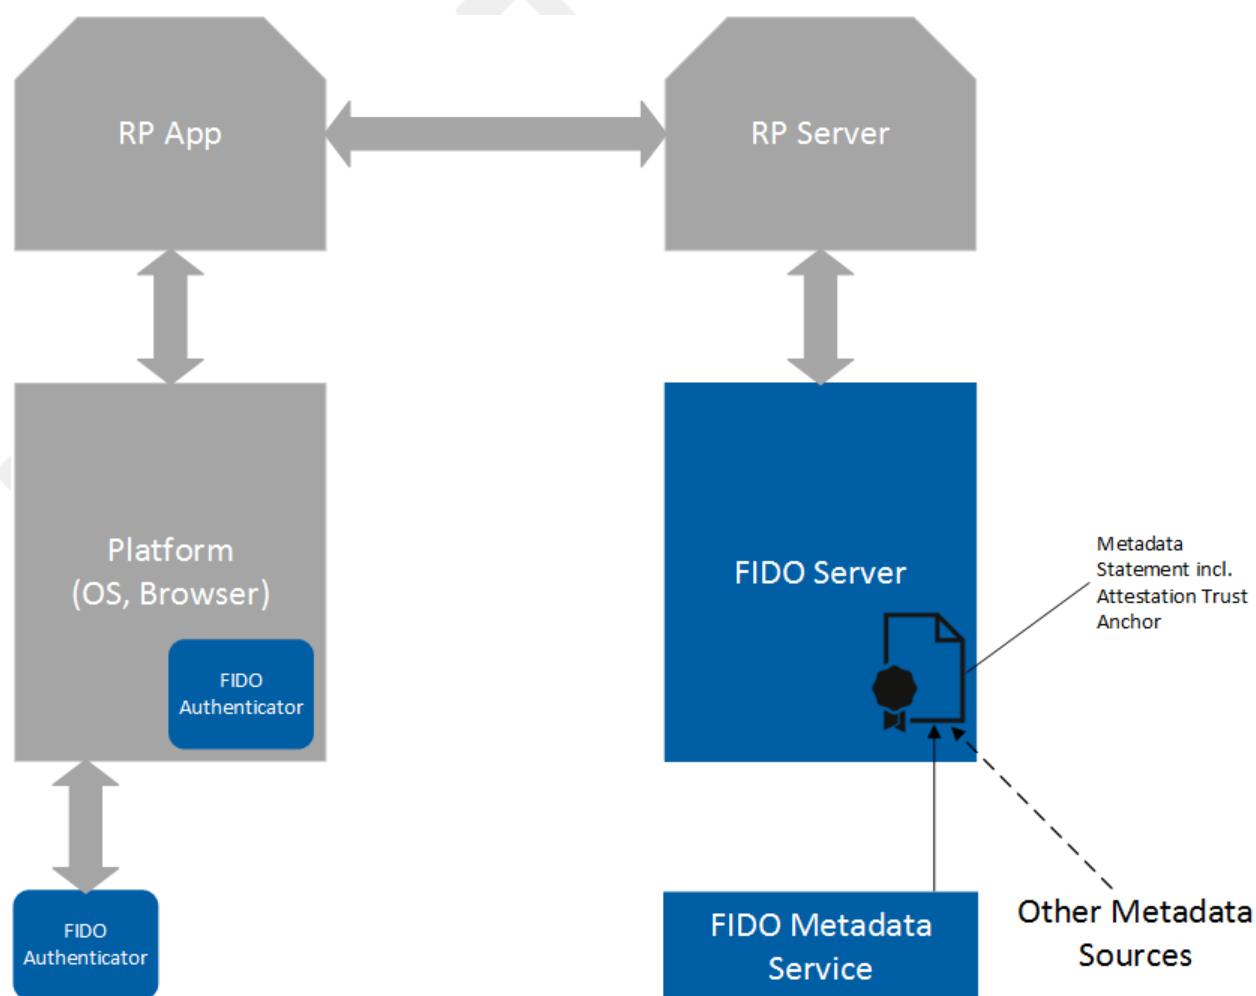 RP App
RP Server
Platform
(OS, Browser)
FIDO
Authenticator
FIDO Server
Metadata
Statement incl.
Attestation Trust
Anchor
FIDO
Authenticator
FIDO Metadata
Service
Other Metadata
Sources